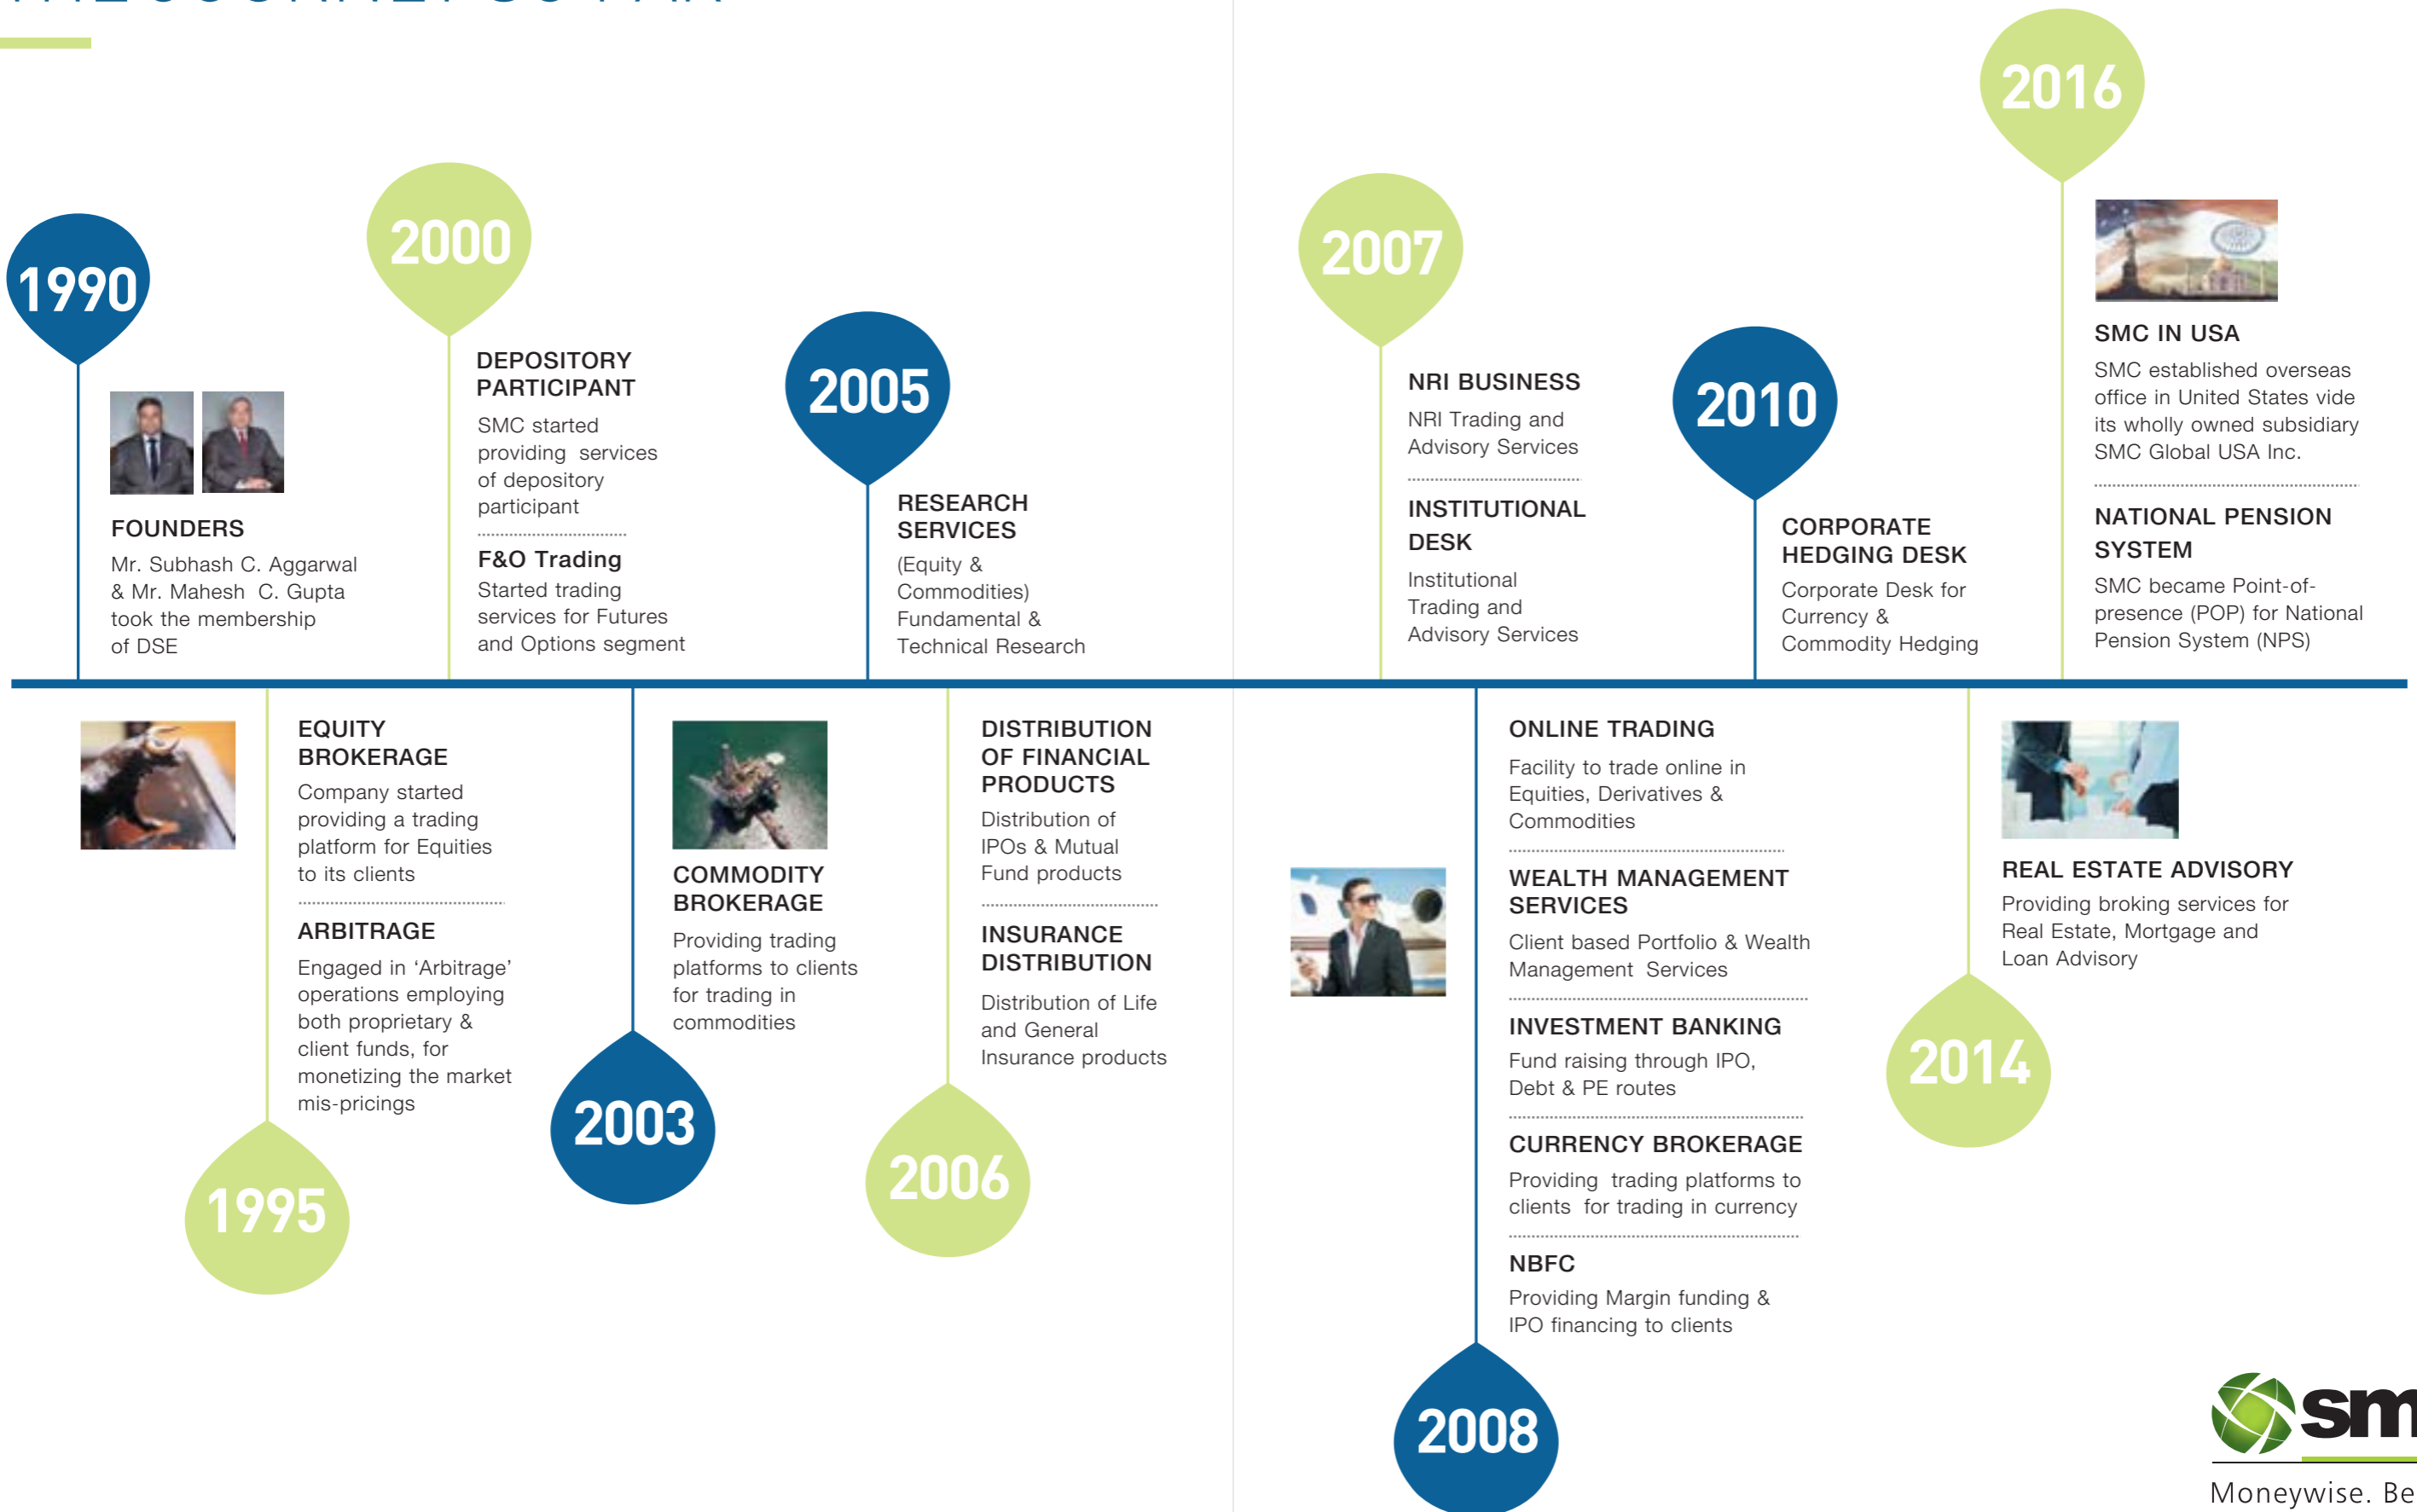 1990
FOUNDERS
Mr. Subhash C. Aggarwal
& Mr. Mahesh C. Gupta
took the membership
of DSE
EQUITY
BROKERAGE
Company started
providing a trading
platform for Equities
to its clients
ARBITRAGE
Engaged in ‘Arbitrage’
operations employing
both proprietary &
client funds, for
monetizing the market
mis-pricings
1995
2000
DEPOSITORY
PARTICIPANT
SMC started
providing services
of depository
participant
F&O Trading
Started trading
services for Futures
and Options segment
COMMODITY
BROKERAGE
Providing trading
platforms to clients
for trading in
commodities
2003
2005
RESEARCH
SERVICES
(Equity &
Commodities)
Fundamental &
Technical Research
DISTRIBUTION
OF FINANCIAL
PRODUCTS
Distribution of
IPOs & Mutual
Fund products
INSURANCE
DISTRIBUTION
Distribution of Life
and General
Insurance products
2006
2007
NRI BUSINESS
NRI Trading and
Advisory Services
INSTITUTIONAL
DESK
Institutional
Trading and
Advisory Services
ONLINE TRADING
Facility to trade online in
Equities, Derivatives &
Commodities
WEALTH MANAGEMENT
SERVICES
Client based Portfolio & Wealth
Management Services
INVESTMENT BANKING
Fund raising through IPO,
Debt & PE routes
CURRENCY BROKERAGE
Providing trading platforms to
clients for trading in currency
NBFC
Providing Margin funding &
IPO financing to clients
2008
2010
CORPORATE
HEDGING DESK
Corporate Desk for
Currency &
Commodity Hedging
REAL ESTATE ADVISORY
Providing broking services for
Real Estate, Mortgage and
Loan Advisory
2014
2016
SMC IN USA
SMC established overseas
office in United States vide
its wholly owned subsidiary
SMC Global USA Inc.
NATIONAL PENSION
SYSTEM
SMC became Point-of-
presence (POP) for National
Pension System (NPS)
sm
Moneywise. Be